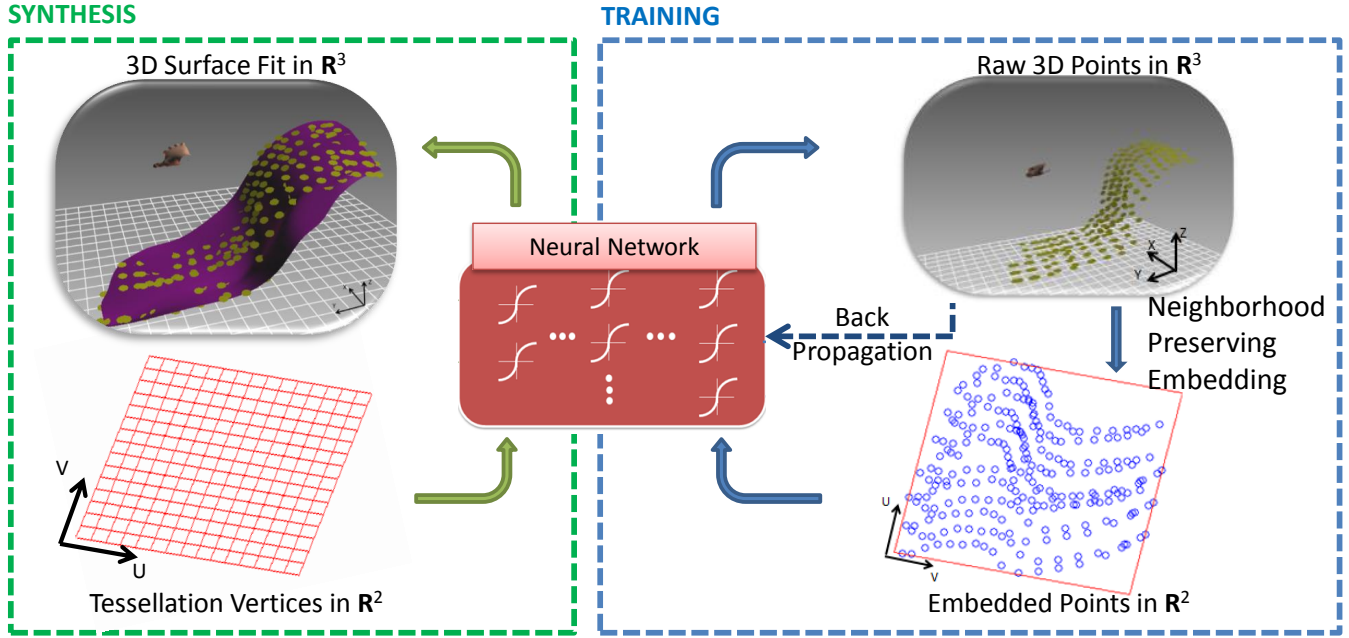 SYNTHESIS
TRAINING
3D Surface Fit in R³
Raw 3D Points in R³
Z
X
Y
Neural Network
Back
Propagation
Neighborhood
Preserving
Embedding
V
U
U
V
Tessellation Vertices in R²
Embedded Points in R²